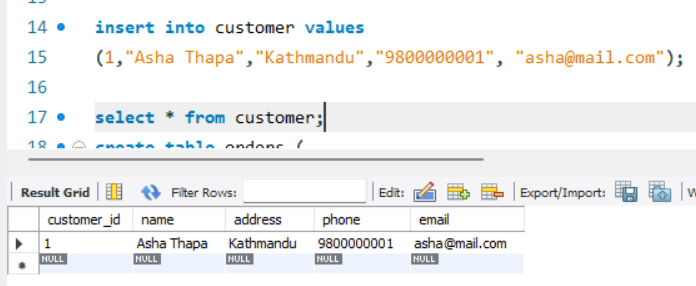 14 insert into customer values
15 (1,"Asha Thapa","Kathmandu","9800000001", "asha@mail.com");
16
17 select * from customer;
18 create table orders (
Result Grid Filter Rows: Edit: Export/Import:
customer_id name address phone email
1 Asha Thapa Kathmandu 9800000001 asha@mail.com
NULL NULL NULL NULL NULL